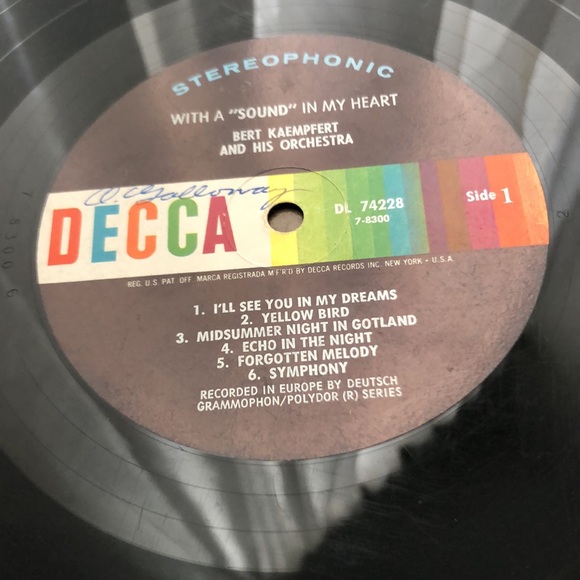 STEREOPHONIC
WITH A "SOUND" IN MY HEART
BERT KAEMPFERT
AND HIS ORCHESTRA
O. Galloway
DECCA
DL 74228
7-8300
Side 1
REG. U.S. PAT. OFF. MARCA REGISTRADA M.F.R'D BY DECCA RECORDS INC. NEW YORK • U.S.A.
1. I'LL SEE YOU IN MY DREAMS
2. YELLOW BIRD
3. MIDSUMMER NIGHT IN GOTLAND
4. ECHO IN THE NIGHT
5. FORGOTTEN MELODY
6. SYMPHONY
RECORDED IN EUROPE BY DEUTSCH
GRAMMOPHON/POLYDOR (R) SERIES